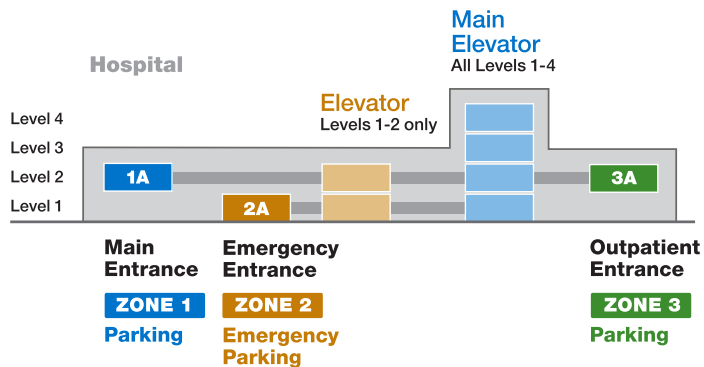 Main
Elevator
All Levels 1-4
Hospital
Elevator
Levels 1-2 only
Level 4
Level 3
Level 2
1A
3A
Level 1
2A
Main
Entrance
ZONE 1
Parking
Emergency
Entrance
ZONE 2
Emergency
Parking
Outpatient
Entrance
ZONE 3
Parking